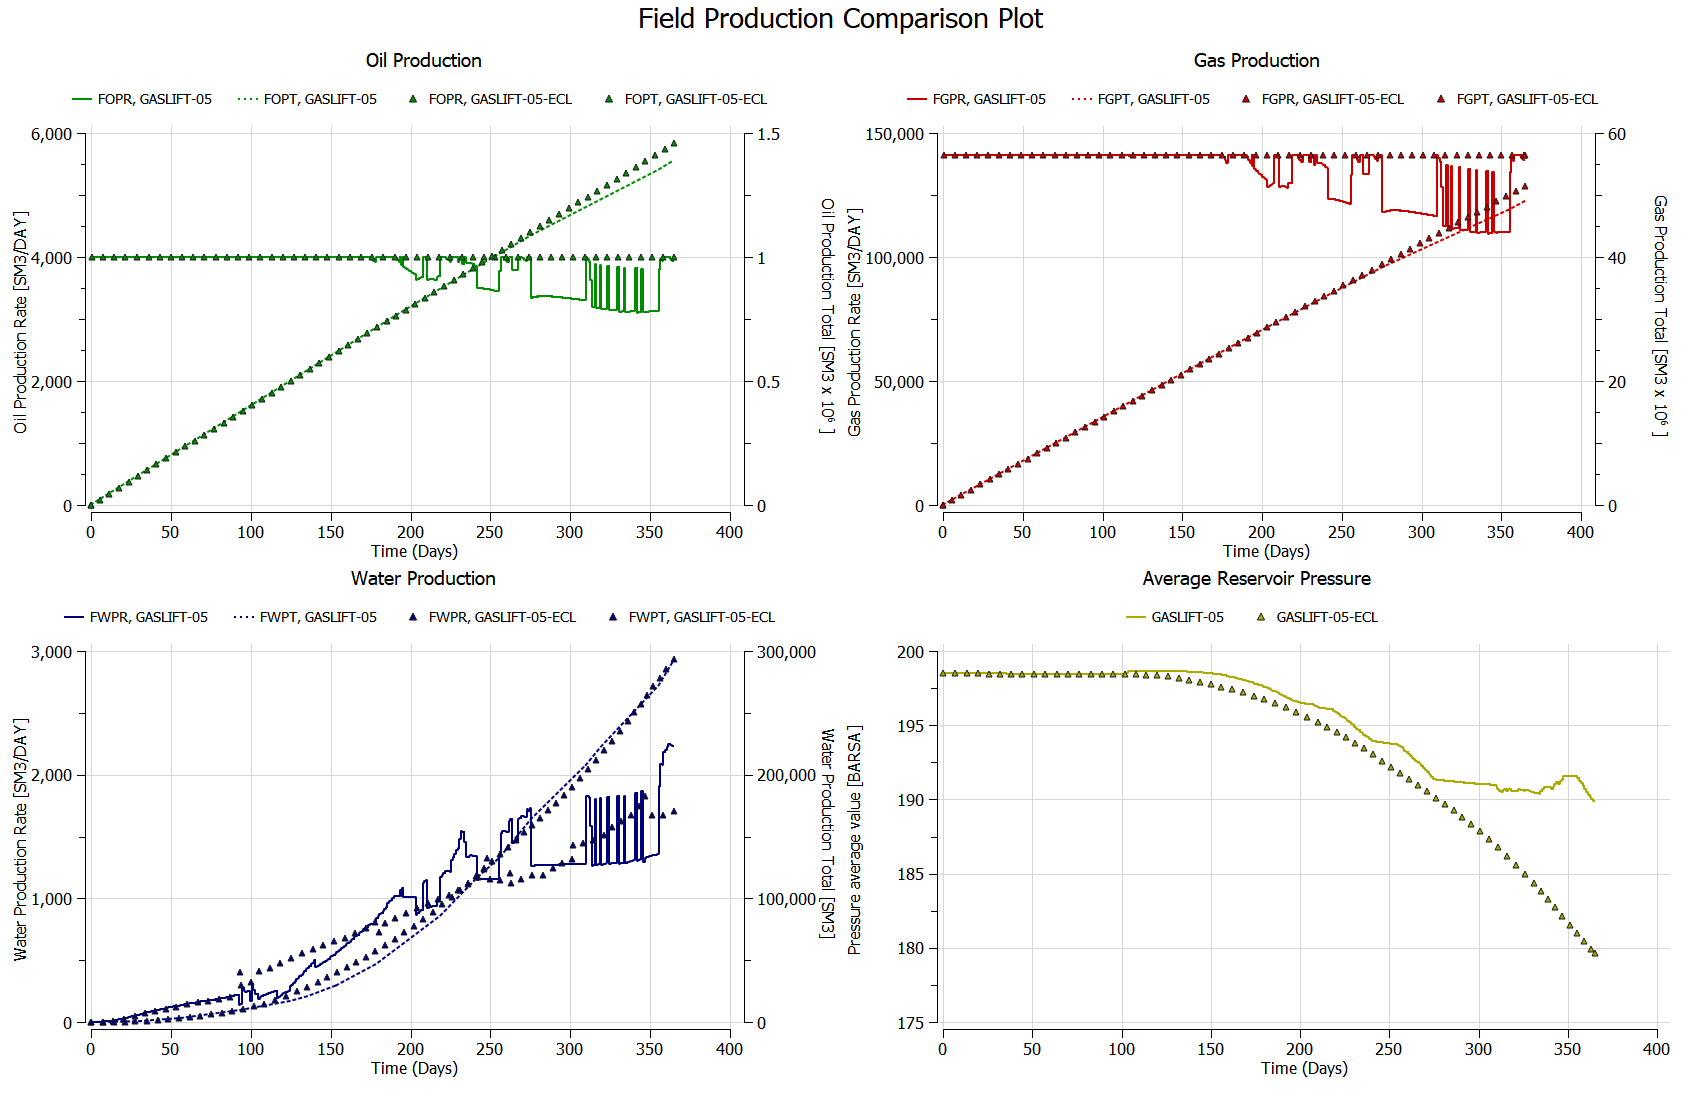 Field Production Comparison Plot
Oil Production
FOPR, GASLIFT-05
FOPT, GASLIFT-05
FOPR, GASLIFT-05-ECL
FOPT, GASLIFT-05-ECL
6,000
4,000
2,000
0
1.5
1
0.5
0
Oil Production Rate [SM3/DAY]
Oil Production Total [SM3 x 10⁶ ]
0 50 100 150 200 250 300 350 400
Time (Days)
Gas Production
FGPR, GASLIFT-05
FGPT, GASLIFT-05
FGPR, GASLIFT-05-ECL
FGPT, GASLIFT-05-ECL
150,000
100,000
50,000
0
60
40
20
0
Gas Production Rate [SM3/DAY]
Gas Production Total [SM3 x 10⁶ ]
0 50 100 150 200 250 300 350 400
Time (Days)
Water Production
FWPR, GASLIFT-05
FWPT, GASLIFT-05
FWPR, GASLIFT-05-ECL
FWPT, GASLIFT-05-ECL
3,000
2,000
1,000
0
300,000
200,000
100,000
0
Water Production Rate [SM3/DAY]
Water Production Total [SM3]
0 50 100 150 200 250 300 350 400
Time (Days)
Average Reservoir Pressure
GASLIFT-05
GASLIFT-05-ECL
200
195
190
185
180
175
Pressure average value [BARSA]
0 50 100 150 200 250 300 350 400
Time (Days)